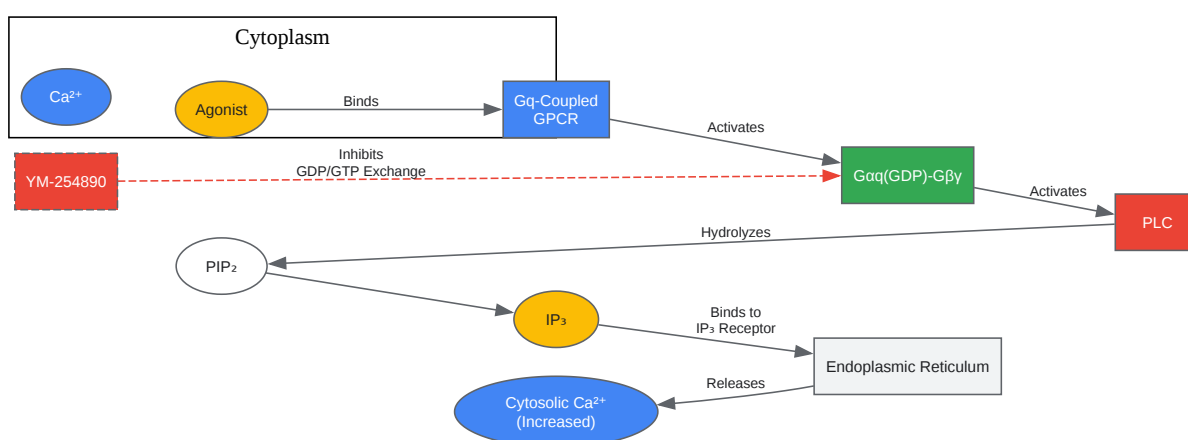 Cytoplasm
Ca²⁺
Agonist
Binds
Gq-Coupled
GPCR
Activates
YM-254890
Inhibits
GDP/GTP Exchange
Gαq(GDP)-Gβγ
Activates
PLC
Hydrolyzes
PIP₂
IP₃
Binds to
IP₃ Receptor
Endoplasmic Reticulum
Releases
Cytosolic Ca²⁺
(Increased)